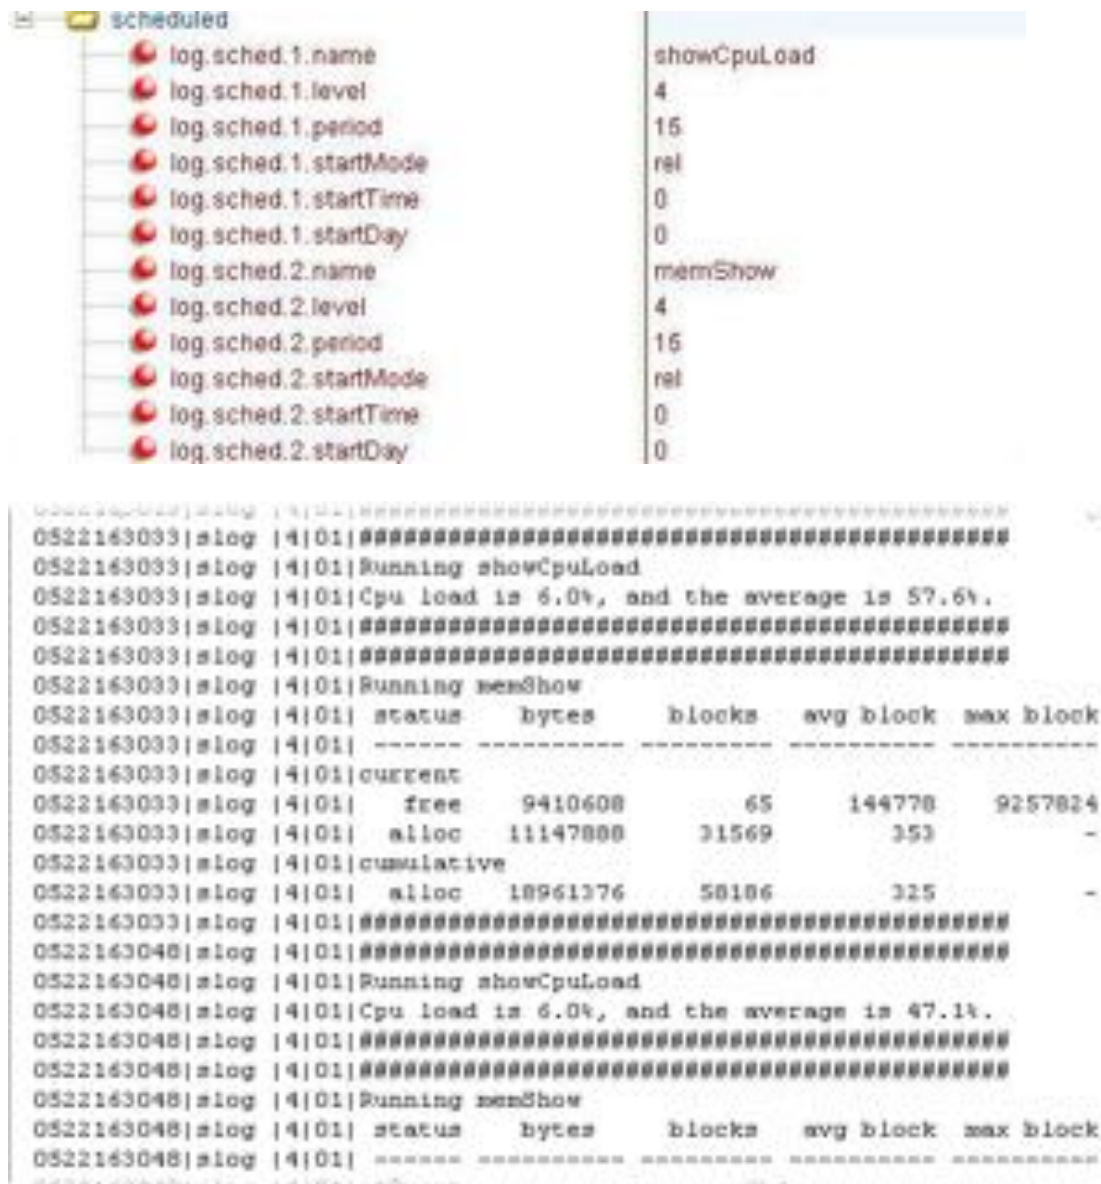 scheduled
log.sched.1.name showCpuLoad
log.sched.1.level 4
log.sched.1.period 15
log.sched.1.startMode rel
log.sched.1.startTime 0
log.sched.1.startDay 0
log.sched.2.name memShow
log.sched.2.level 4
log.sched.2.period 15
log.sched.2.startMode rel
log.sched.2.startTime 0
log.sched.2.startDay 0
0522163033|slog |4|01|############################################
0522163033|slog |4|01|Running showCpuLoad
0522163033|slog |4|01|Cpu load is 6.0%, and the average is 57.6%.
0522163033|slog |4|01|############################################
0522163033|slog |4|01|############################################
0522163033|slog |4|01|Running memShow
0522163033|slog |4|01| status bytes blocks avg block max block
0522163033|slog |4|01| ------ ---------- --------- ---------- ----------
0522163033|slog |4|01|current
0522163033|slog |4|01| free 9410608 65 144778 9257824
0522163033|slog |4|01| alloc 11147888 31569 353 -
0522163033|slog |4|01|cumulative
0522163033|slog |4|01| alloc 18961376 58186 325 -
0522163033|slog |4|01|############################################
0522163048|slog |4|01|############################################
0522163048|slog |4|01|Running showCpuLoad
0522163048|slog |4|01|Cpu load is 6.0%, and the average is 47.1%.
0522163048|slog |4|01|############################################
0522163048|slog |4|01|############################################
0522163048|slog |4|01|Running memShow
0522163048|slog |4|01| status bytes blocks avg block max block
0522163048|slog |4|01| ------ ---------- --------- ---------- ----------